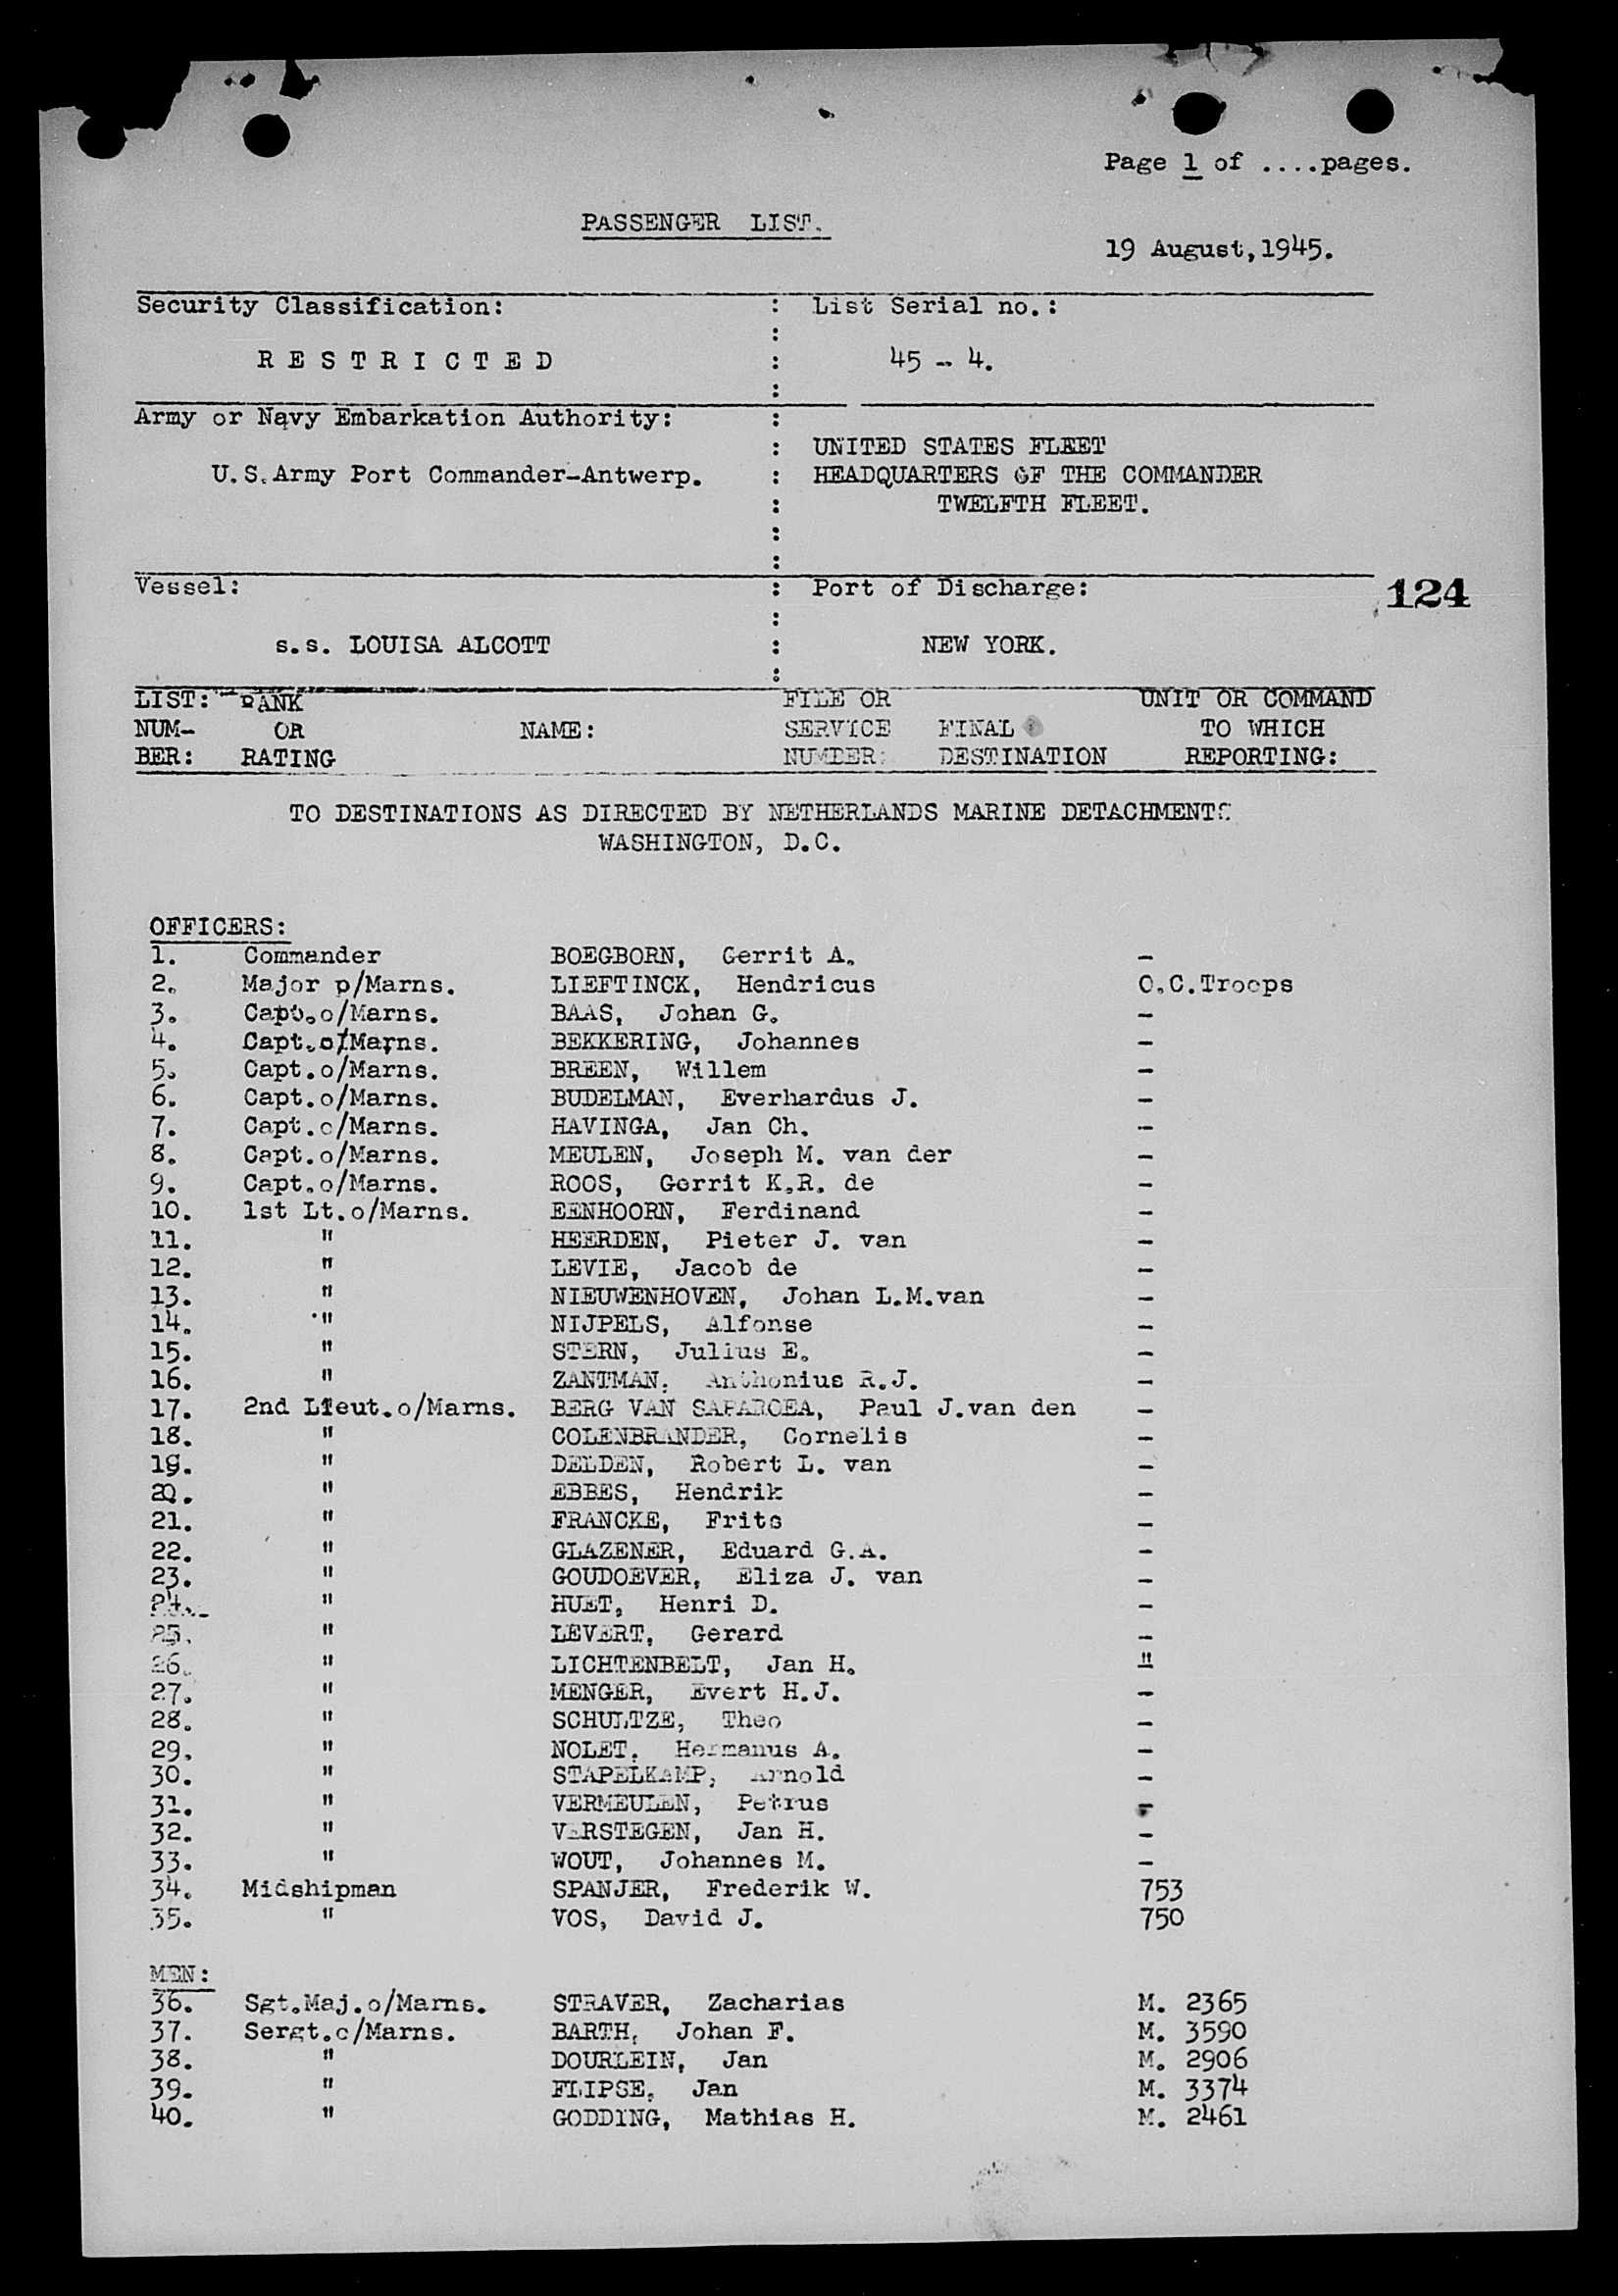 Page 1 of ....pages.
PASSENGER LIST.
19 August,1945.
Security Classification: : List Serial no.:
:
R E S T R I C T E D : 45 - 4.
:
Army or Navy Embarkation Authority: :
: UNITED STATES FLEET
U.S.Army Port Commander-Antwerp. : HEADQUARTERS OF THE COMMANDER
: TWELFTH FLEET.
:
:
Vessel: : Port of Discharge: 124
:
s.s. LOUISA ALCOTT : NEW YORK.
:
LIST: RANK FILE OR UNIT OR COMMAND
NUM- OR NAME: SERVICE FINAL TO WHICH
BER: RATING NUMBER: DESTINATION REPORTING:
TO DESTINATIONS AS DIRECTED BY NETHERLANDS MARINE DETACHMENTS
WASHINGTON, D.C.
OFFICERS:
1. Commander BOEGBORN, Gerrit A. -
2. Major p/Marns. LIEFTINCK, Hendricus O.C.Troops
3. Capt.o/Marns. BAAS, Johan G. -
4. Capt.o/Marns. BEKKERING, Johannes -
5. Capt.o/Marns. BREEN, Willem -
6. Capt.o/Marns. BUDELMAN, Everhardus J. -
7. Capt.o/Marns. HAVINGA, Jan Ch. -
8. Capt.o/Marns. MEULEN, Joseph M. van der -
9. Capt.o/Marns. ROOS, Gerrit K.R. de -
10. 1st Lt.o/Marns. EENHOORN, Ferdinand -
11. " HEERDEN, Pieter J. van -
12. " LEVIE, Jacob de -
13. " NIEUWENHOVEN, Johan L.M.van -
14. " NIJPELS, Alfonse -
15. " STERN, Julius E. -
16. " ZANTMAN, Anthonius R.J. -
17. 2nd Lieut.o/Marns. BERG VAN SAPAROEA, Paul J.van den -
18. " COLENBRANDER, Cornelis -
19. " DELDEN, Robert L. van -
20. " EBBES, Hendrik -
21. " FRANCKE, Frits -
22. " GLAZENER, Eduard G.A. -
23. " GOUDOEVER, Eliza J. van -
24. " HUET, Henri D. -
25. " LEVERT, Gerard -
26. " LICHTENBELT, Jan H. "
27. " MENGER, Evert H.J. -
28. " SCHULTZE, Theo -
29. " NOLET, Hermanus A. -
30. " STAPELKAMP, Arnold -
31. " VERMEULEN, Petrus -
32. " VERSTEGEN, Jan H. -
33. " WOUT, Johannes M. -
34. Midshipman SPANJER, Frederik W. 753
35. " VOS, David J. 750
MEN:
36. Sgt.Maj.o/Marns. STRAVER, Zacharias M. 2365
37. Sergt.o/Marns. BARTH, Johan F. M. 3590
38. " DOURLEIN, Jan M. 2906
39. " FLIPSE, Jan M. 3374
40. " GODDING, Mathias H. M. 2461